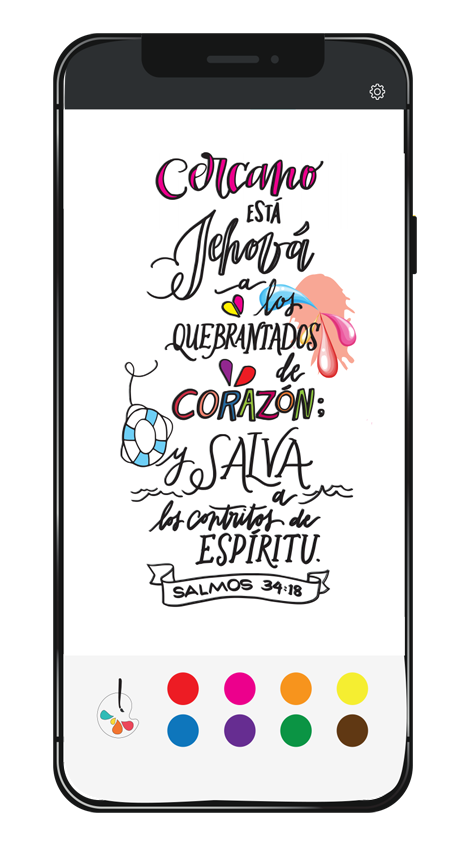 Cercano
ESTÁ
Jehová
a los
QUEBRANTADOS
de
CORAZÓN;
y SALVA
a
los contritos de
ESPÍRITU.
SALMOS 34:18